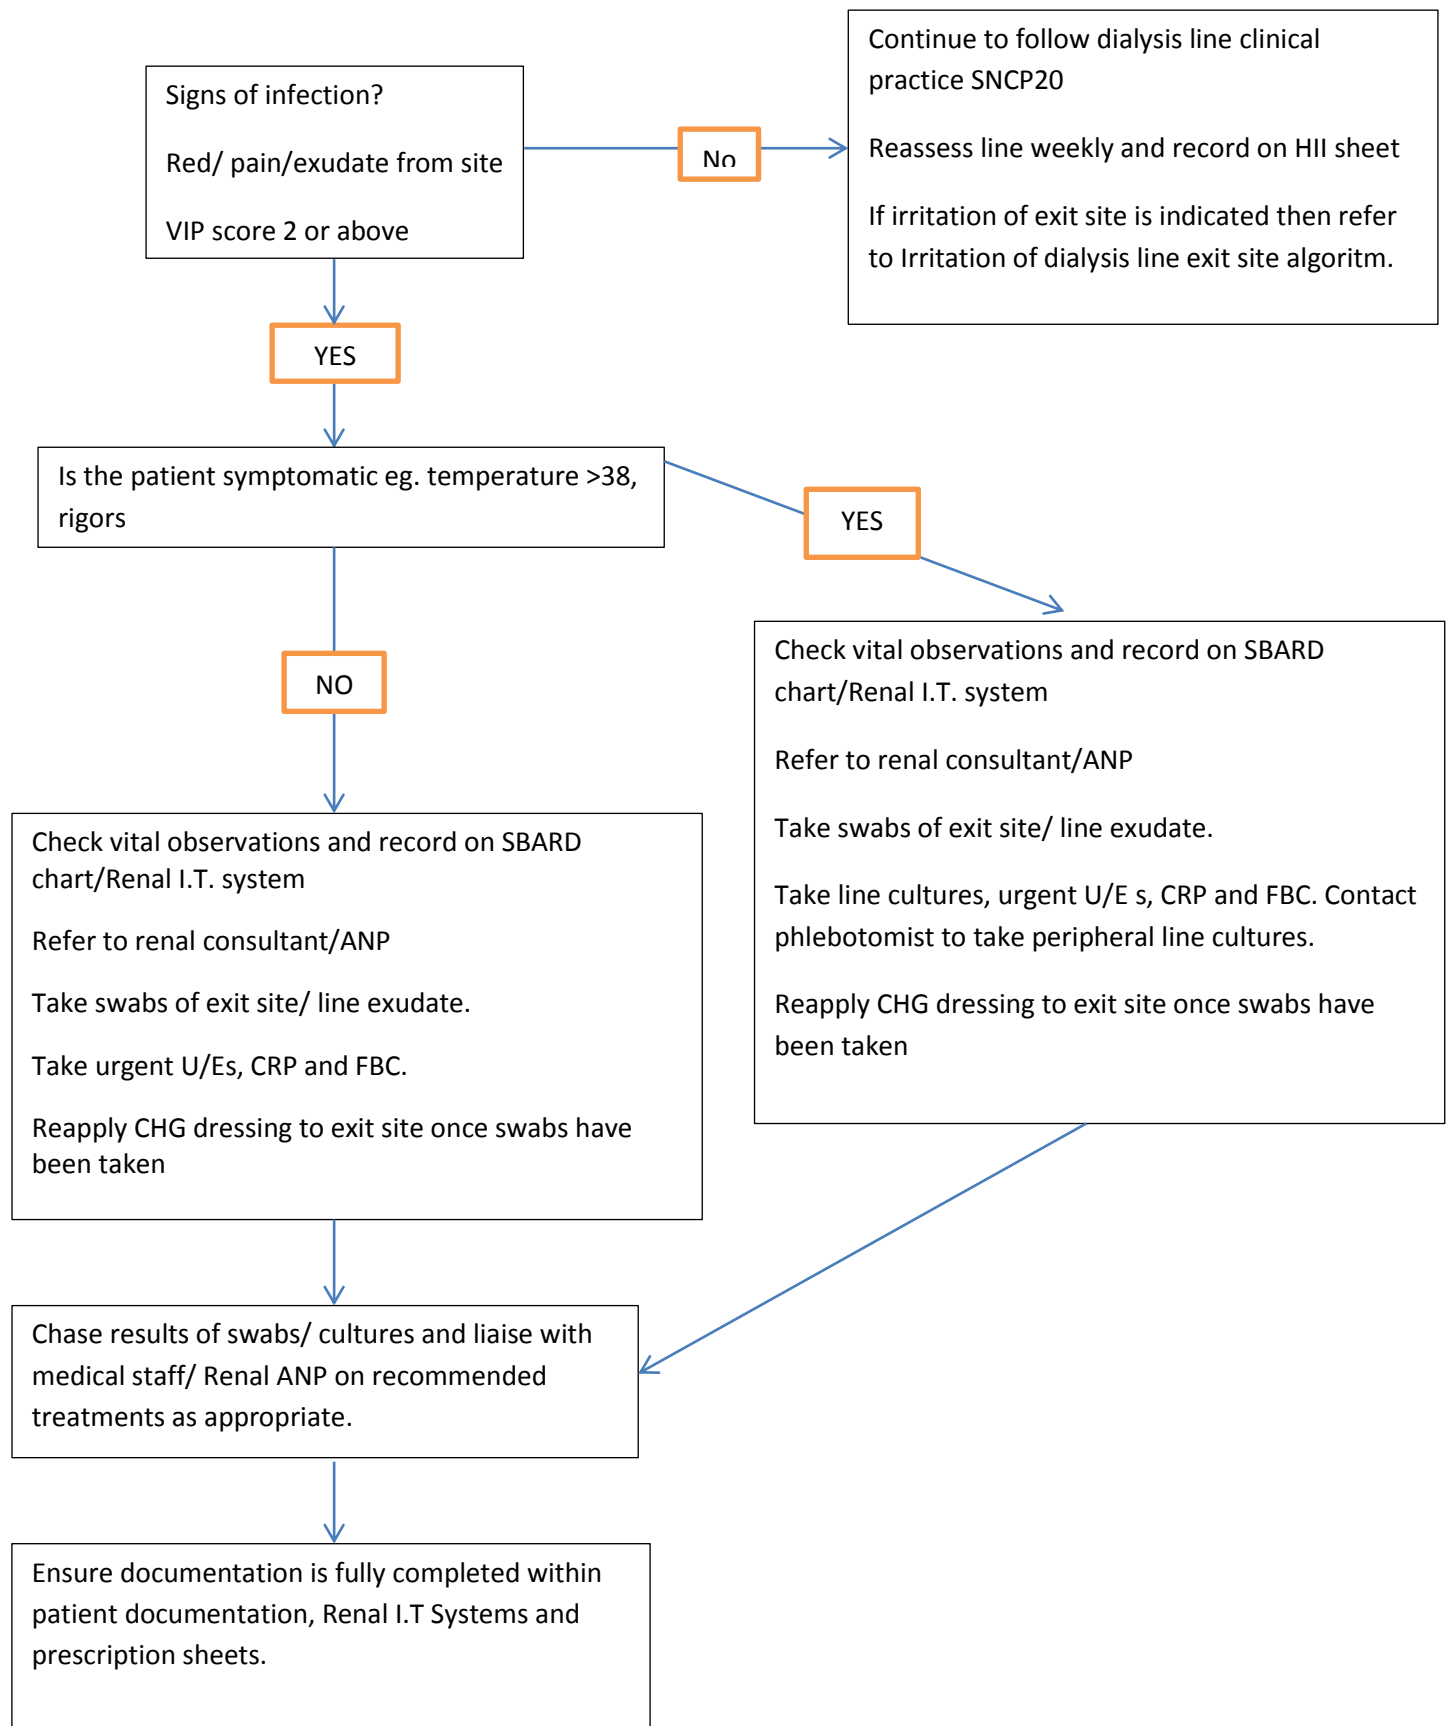 Signs of infection?
Red/ pain/exudate from site
VIP score 2 or above
No
Continue to follow dialysis line clinical
practice SNCP20
Reassess line weekly and record on HII sheet
If irritation of exit site is indicated then refer
to Irritation of dialysis line exit site algoritm.
YES
Is the patient symptomatic eg. temperature >38,
rigors
YES
NO
Check vital observations and record on SBARD
chart/Renal I.T. system
Refer to renal consultant/ANP
Take swabs of exit site/ line exudate.
Take line cultures, urgent U/E s, CRP and FBC. Contact
phlebotomist to take peripheral line cultures.
Reapply CHG dressing to exit site once swabs have
been taken
Check vital observations and record on SBARD
chart/Renal I.T. system
Refer to renal consultant/ANP
Take swabs of exit site/ line exudate.
Take urgent U/Es, CRP and FBC.
Reapply CHG dressing to exit site once swabs have
been taken
Chase results of swabs/ cultures and liaise with
medical staff/ Renal ANP on recommended
treatments as appropriate.
Ensure documentation is fully completed within
patient documentation, Renal I.T Systems and
prescription sheets.